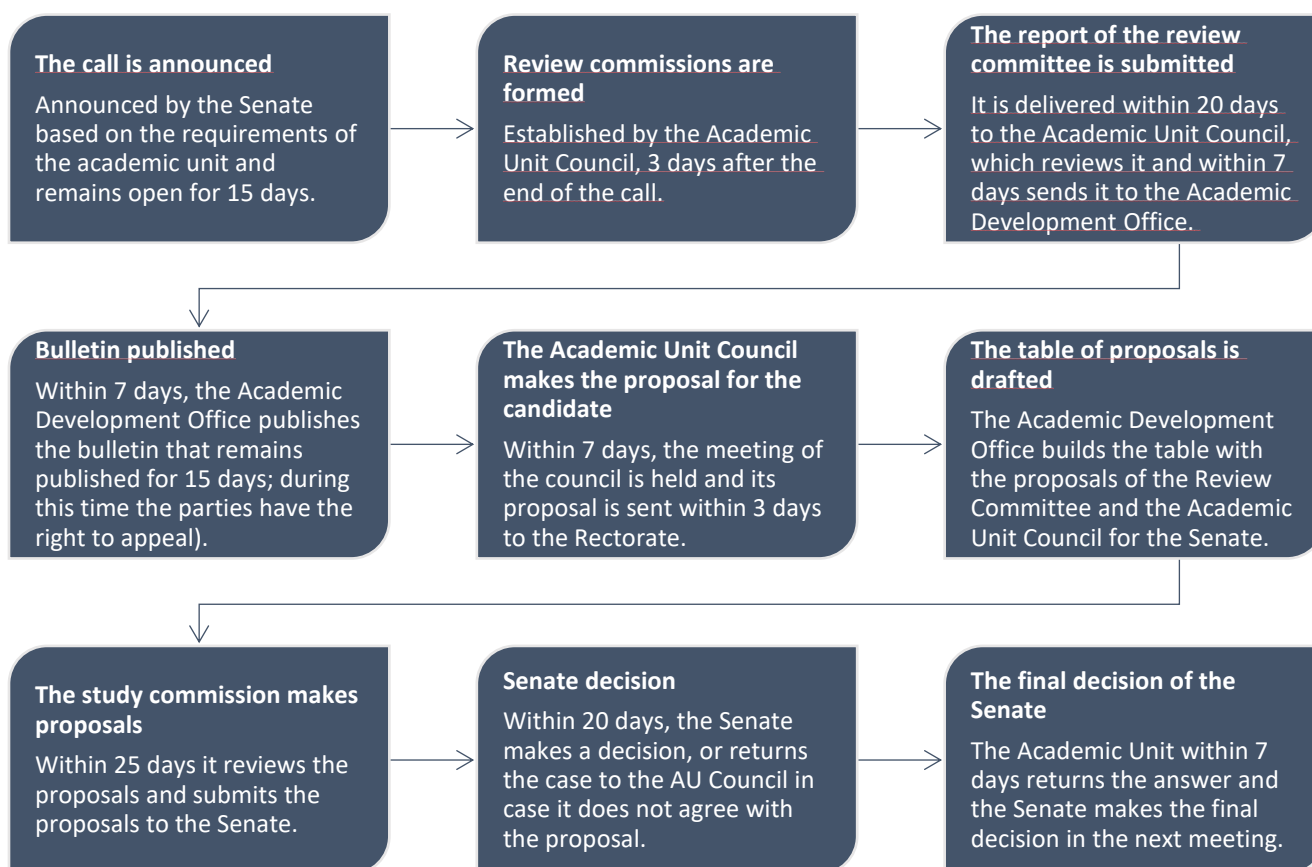 The call is announced
Announced by the Senate
based on the requirements of
the academic unit and
remains open for 15 days.
Review commissions are
formed
Established by the Academic
Unit Council, 3 days after the
end of the call.
The report of the review
committee is submitted
It is delivered within 20 days
to the Academic Unit Council,
which reviews it and within 7
days sends it to the Academic
Development Office.
Bulletin published
Within 7 days, the Academic
Development Office publishes
the bulletin that remains
published for 15 days; during
this time the parties have the
right to appeal).
The Academic Unit Council
makes the proposal for the
candidate
Within 7 days, the meeting of
the council is held and its
proposal is sent within 3 days
to the Rectorate.
The table of proposals is
drafted
The Academic Development
Office builds the table with
the proposals of the Review
Committee and the Academic
Unit Council for the Senate.
The study commission makes
proposals
Within 25 days it reviews the
proposals and submits the
proposals to the Senate.
Senate decision
Within 20 days, the Senate
makes a decision, or returns
the case to the AU Council in
case it does not agree with
the proposal.
The final decision of the
Senate
The Academic Unit within 7
days returns the answer and
the Senate makes the final
decision in the next meeting.